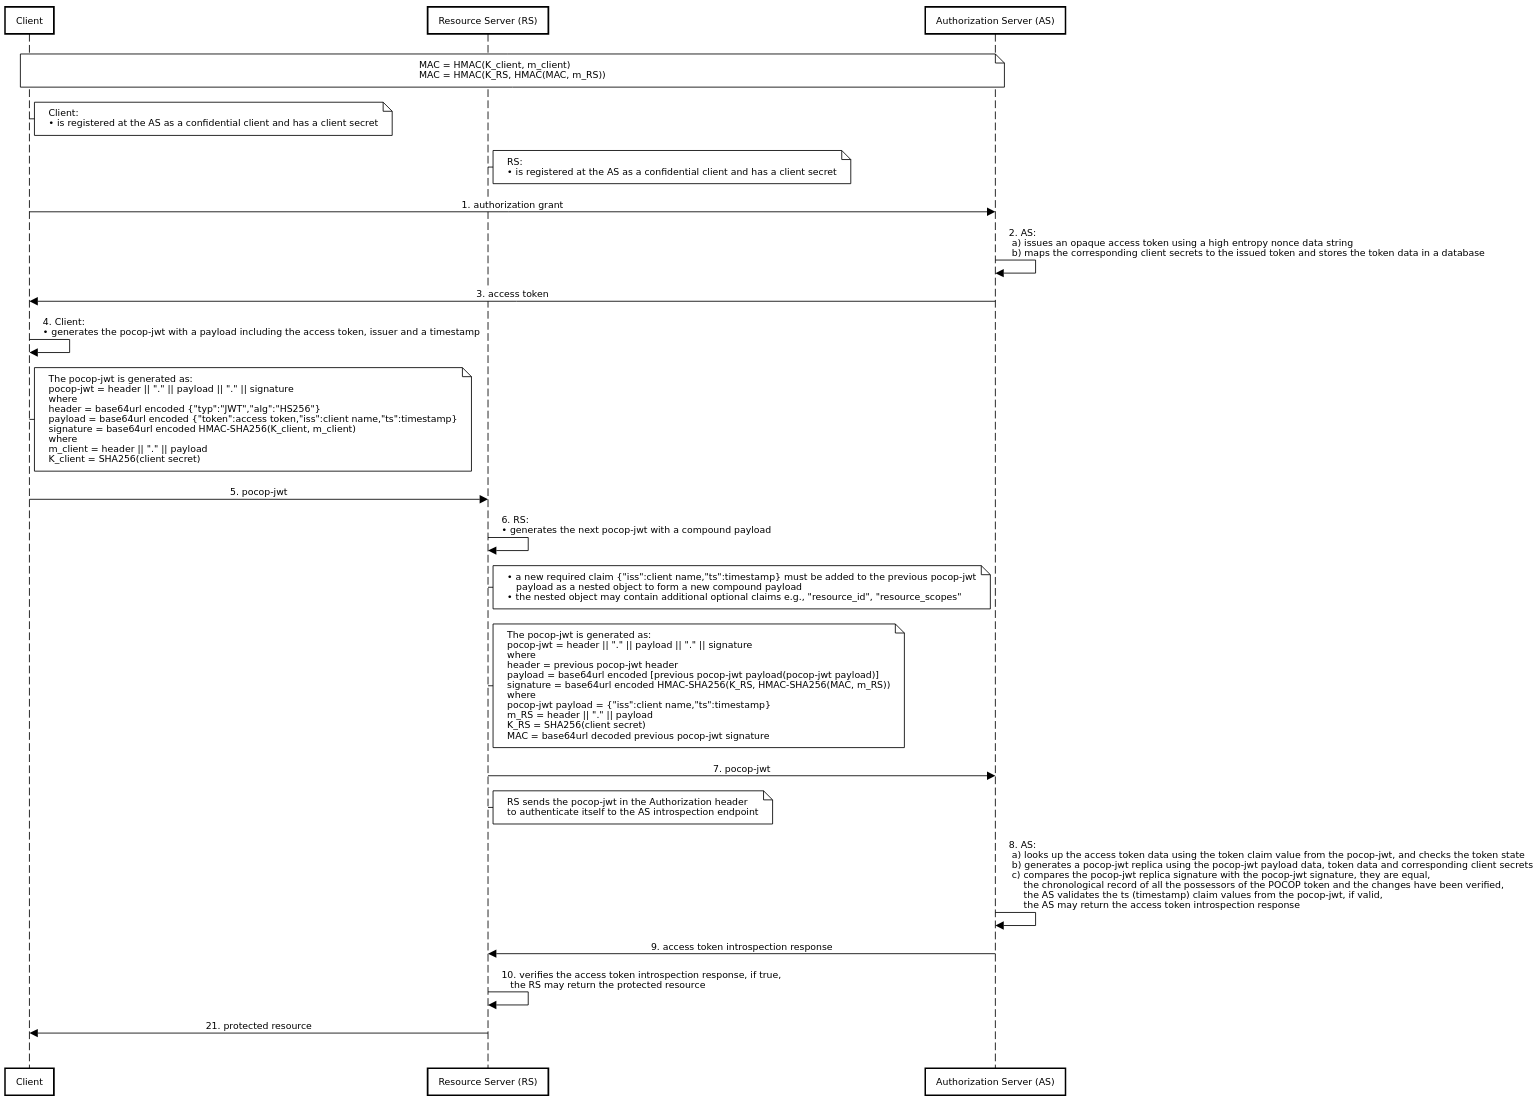 Client
Resource Server (RS)
Authorization Server (AS)
MAC = HMAC(K_client, m_client)
MAC = HMAC(K_RS, HMAC(MAC, m_RS))
Client:
• is registered at the AS as a confidential client and has a client secret
RS:
• is registered at the AS as a confidential client and has a client secret
1. authorization grant
2. AS:
a) issues an opaque access token using a high entropy nonce data string
b) maps the corresponding client secrets to the issued token and stores the token data in a database
3. access token
4. Client:
• generates the pocop-jwt with a payload including the access token, issuer and a timestamp
The pocop-jwt is generated as:
pocop-jwt = header || "." || payload || "." || signature
where
header = base64url encoded {"typ":"JWT","alg":"HS256"}
payload = base64url encoded {"token":access token,"iss":client name,"ts":timestamp}
signature = base64url encoded HMAC-SHA256(K_client, m_client)
where
m_client = header || "." || payload
K_client = SHA256(client secret)
5. pocop-jwt
6. RS:
• generates the next pocop-jwt with a compound payload
• a new required claim {"iss":client name,"ts":timestamp} must be added to the previous pocop-jwt
payload as a nested object to form a new compound payload
• the nested object may contain additional optional claims e.g., "resource_id", "resource_scopes"
The pocop-jwt is generated as:
pocop-jwt = header || "." || payload || "." || signature
where
header = previous pocop-jwt header
payload = base64url encoded [previous pocop-jwt payload(pocop-jwt payload)]
signature = base64url encoded HMAC-SHA256(K_RS, HMAC-SHA256(MAC, m_RS))
where
pocop-jwt payload = {"iss":client name,"ts":timestamp}
m_RS = header || "." || payload
K_RS = SHA256(client secret)
MAC = base64url decoded previous pocop-jwt signature
7. pocop-jwt
RS sends the pocop-jwt in the Authorization header
to authenticate itself to the AS introspection endpoint
8. AS:
a) looks up the access token data using the token claim value from the pocop-jwt, and checks the token state
b) generates a pocop-jwt replica using the pocop-jwt payload data, token data and corresponding client secrets
c) compares the pocop-jwt replica signature with the pocop-jwt signature, they are equal,
the chronological record of all the possessors of the POCOP token and the changes have been verified,
the AS validates the ts (timestamp) claim values from the pocop-jwt, if valid,
the AS may return the access token introspection response
9. access token introspection response
10. verifies the access token introspection response, if true,
the RS may return the protected resource
21. protected resource
Client
Resource Server (RS)
Authorization Server (AS)